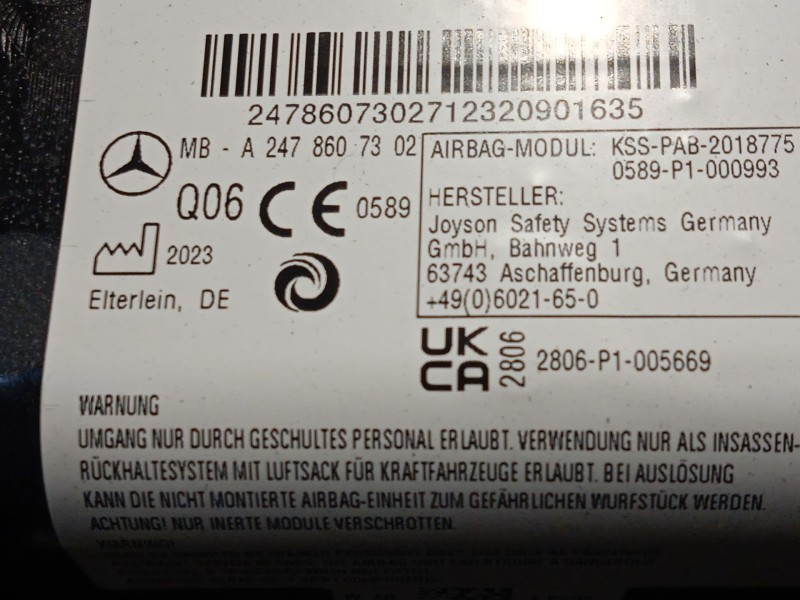 2478607302712320901635
MB - A 247 860 73 02
AIRBAG-MODUL: KSS-PAB-2018775
0589-P1-000993
Q06 CE 0589
HERSTELLER:
Joyson Safety Systems Germany
GmbH, Bahnweg 1
63743 Aschaffenburg, Germany
+49(0)6021-65-0
2023
Elterlein, DE
UK
CA
2806
2806-P1-005669
WARNUNG
UMGANG NUR DURCH GESCHULTES PERSONAL ERLAUBT. VERWENDUNG NUR ALS INSASSEN-
RÜCKHALTESYSTEM MIT LUFTSACK FÜR KRAFTFAHRZEUGE ERLAUBT. BEI AUSLÖSUNG
KANN DIE NICHT MONTIERTE AIRBAG-EINHEIT ZUM GEFÄHRLICHEN WURFSTÜCK WERDEN.
ACHTUNG! NUR INERTE MODULE VERSCHROTTEN.